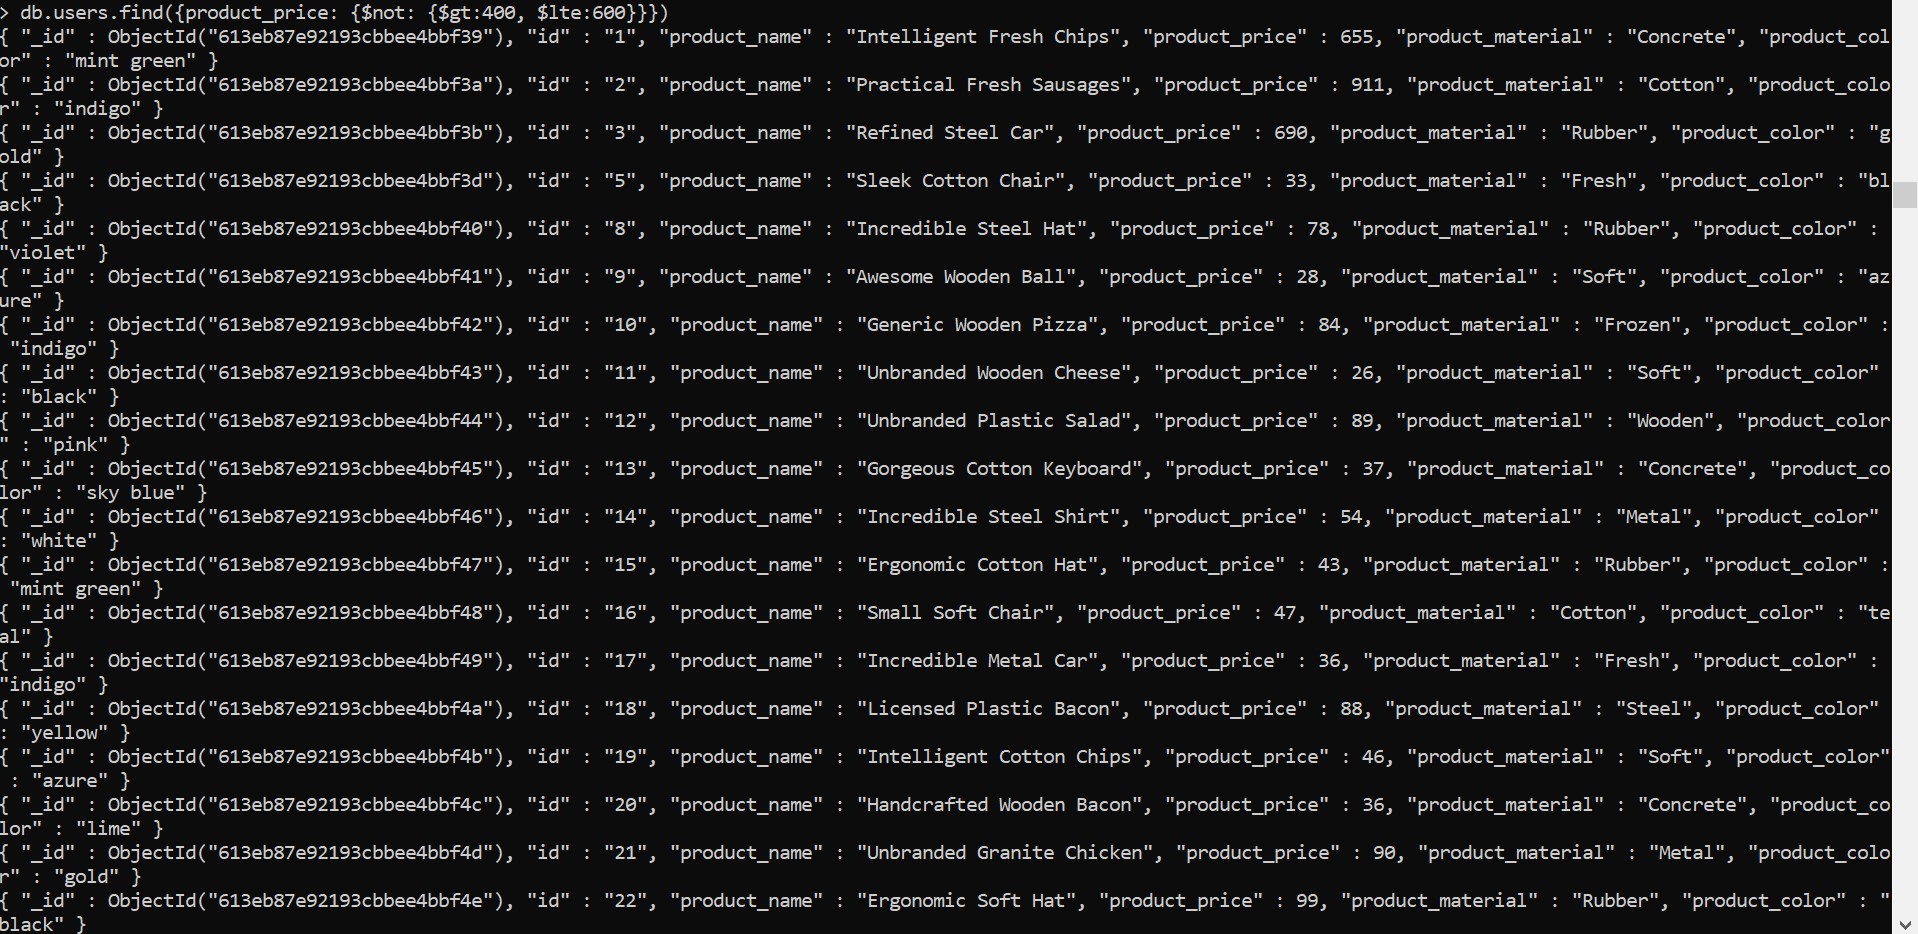 > db.users.find({product_price: {$not: {$gt:400, $lte:600}}})
{ "_id" : ObjectId("613eb87e92193cbbee4bbf39"), "id" : "1", "product_name" : "Intelligent Fresh Chips", "product_price" : 655, "product_material" : "Concrete", "product_col
or" : "mint green" }
{ "_id" : ObjectId("613eb87e92193cbbee4bbf3a"), "id" : "2", "product_name" : "Practical Fresh Sausages", "product_price" : 911, "product_material" : "Cotton", "product_colo
r" : "indigo" }
{ "_id" : ObjectId("613eb87e92193cbbee4bbf3b"), "id" : "3", "product_name" : "Refined Steel Car", "product_price" : 690, "product_material" : "Rubber", "product_color" : "g
old" }
{ "_id" : ObjectId("613eb87e92193cbbee4bbf3d"), "id" : "5", "product_name" : "Sleek Cotton Chair", "product_price" : 33, "product_material" : "Fresh", "product_color" : "bl
ack" }
{ "_id" : ObjectId("613eb87e92193cbbee4bbf40"), "id" : "8", "product_name" : "Incredible Steel Hat", "product_price" : 78, "product_material" : "Rubber", "product_color" :
"violet" }
{ "_id" : ObjectId("613eb87e92193cbbee4bbf41"), "id" : "9", "product_name" : "Awesome Wooden Ball", "product_price" : 28, "product_material" : "Soft", "product_color" : "az
ure" }
{ "_id" : ObjectId("613eb87e92193cbbee4bbf42"), "id" : "10", "product_name" : "Generic Wooden Pizza", "product_price" : 84, "product_material" : "Frozen", "product_color" :
"indigo" }
{ "_id" : ObjectId("613eb87e92193cbbee4bbf43"), "id" : "11", "product_name" : "Unbranded Wooden Cheese", "product_price" : 26, "product_material" : "Soft", "product_color"
: "black" }
{ "_id" : ObjectId("613eb87e92193cbbee4bbf44"), "id" : "12", "product_name" : "Unbranded Plastic Salad", "product_price" : 89, "product_material" : "Wooden", "product_color
" : "pink" }
{ "_id" : ObjectId("613eb87e92193cbbee4bbf45"), "id" : "13", "product_name" : "Gorgeous Cotton Keyboard", "product_price" : 37, "product_material" : "Concrete", "product_co
lor" : "sky blue" }
{ "_id" : ObjectId("613eb87e92193cbbee4bbf46"), "id" : "14", "product_name" : "Incredible Steel Shirt", "product_price" : 54, "product_material" : "Metal", "product_color"
: "white" }
{ "_id" : ObjectId("613eb87e92193cbbee4bbf47"), "id" : "15", "product_name" : "Ergonomic Cotton Hat", "product_price" : 43, "product_material" : "Rubber", "product_color" :
"mint green" }
{ "_id" : ObjectId("613eb87e92193cbbee4bbf48"), "id" : "16", "product_name" : "Small Soft Chair", "product_price" : 47, "product_material" : "Cotton", "product_color" : "te
al" }
{ "_id" : ObjectId("613eb87e92193cbbee4bbf49"), "id" : "17", "product_name" : "Incredible Metal Car", "product_price" : 36, "product_material" : "Fresh", "product_color" :
"indigo" }
{ "_id" : ObjectId("613eb87e92193cbbee4bbf4a"), "id" : "18", "product_name" : "Licensed Plastic Bacon", "product_price" : 88, "product_material" : "Steel", "product_color"
: "yellow" }
{ "_id" : ObjectId("613eb87e92193cbbee4bbf4b"), "id" : "19", "product_name" : "Intelligent Cotton Chips", "product_price" : 46, "product_material" : "Soft", "product_color"
: "azure" }
{ "_id" : ObjectId("613eb87e92193cbbee4bbf4c"), "id" : "20", "product_name" : "Handcrafted Wooden Bacon", "product_price" : 36, "product_material" : "Concrete", "product_co
lor" : "lime" }
{ "_id" : ObjectId("613eb87e92193cbbee4bbf4d"), "id" : "21", "product_name" : "Unbranded Granite Chicken", "product_price" : 90, "product_material" : "Metal", "product_colo
r" : "gold" }
{ "_id" : ObjectId("613eb87e92193cbbee4bbf4e"), "id" : "22", "product_name" : "Ergonomic Soft Hat", "product_price" : 99, "product_material" : "Rubber", "product_color" : "
black" }